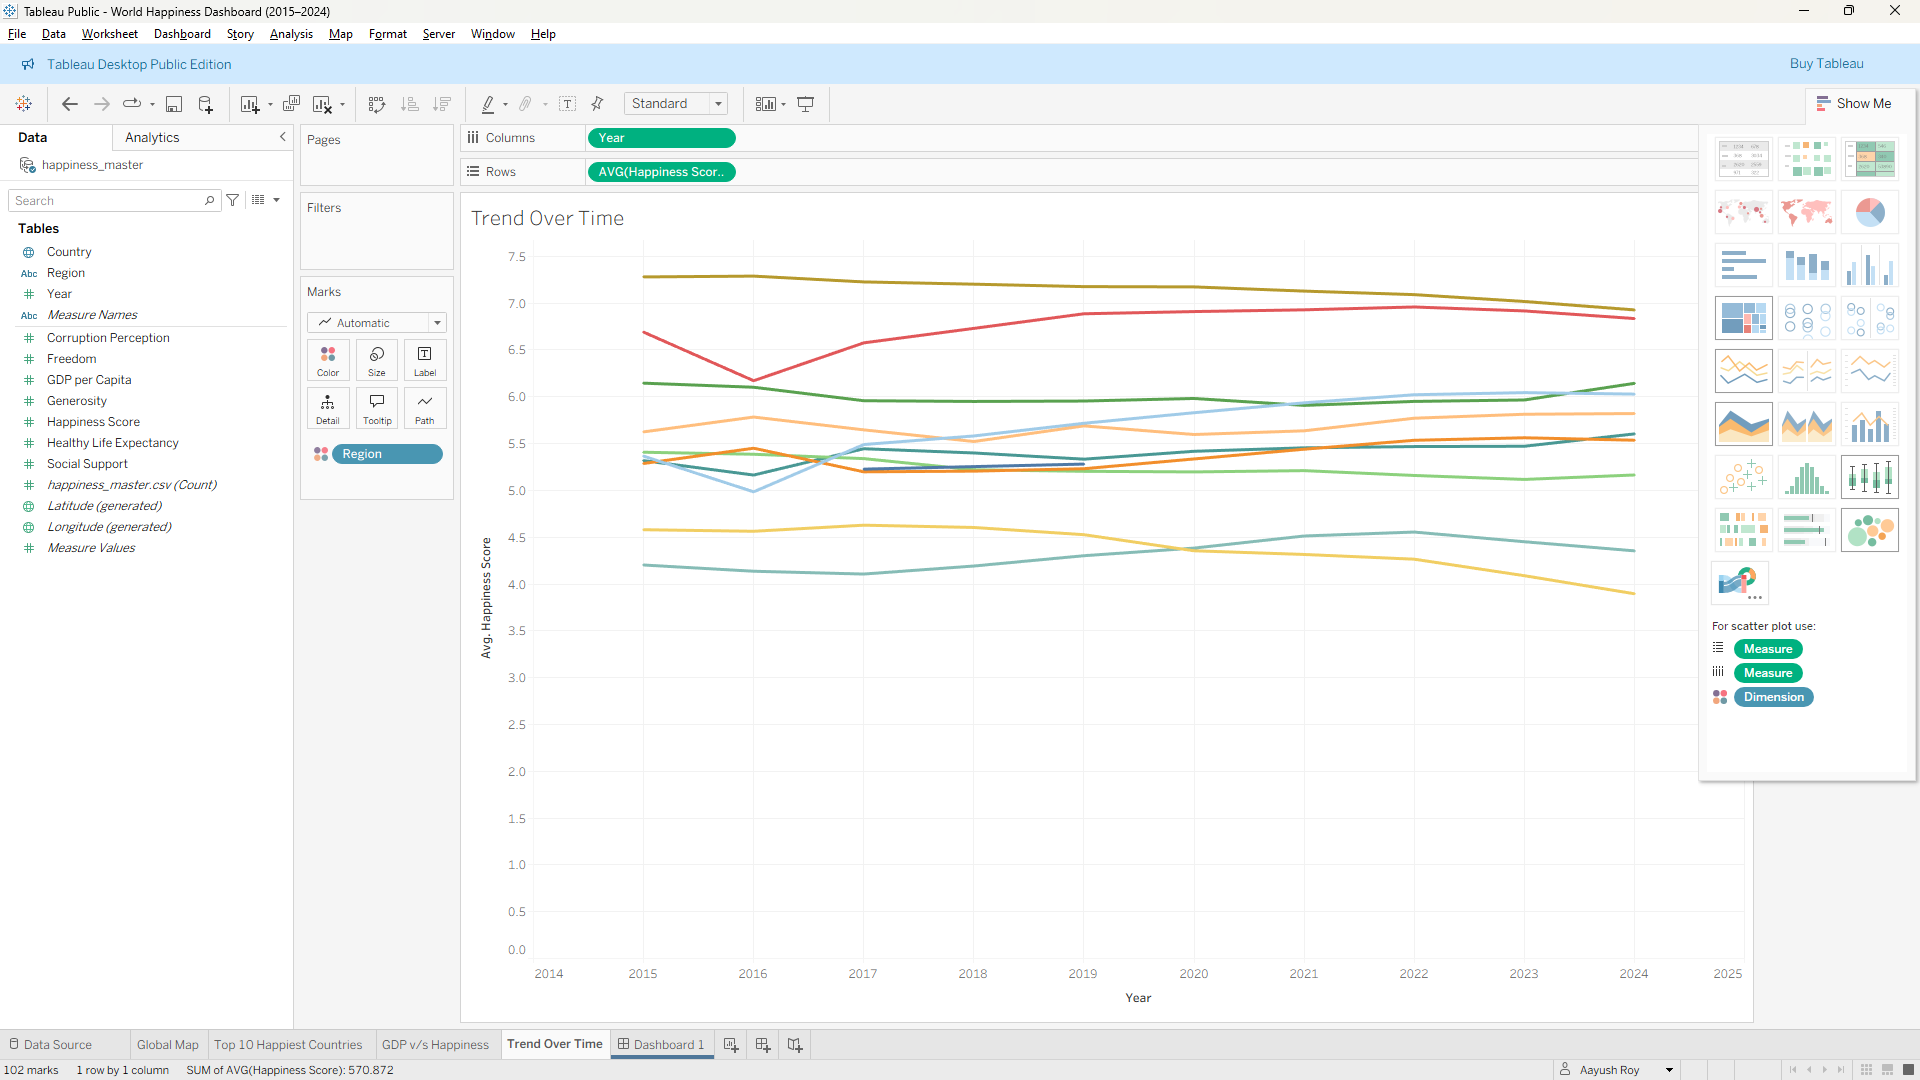 Tableau Public - World Happiness Dashboard (2015–2024)
File Data Worksheet Dashboard Story Analysis Map Format Server Window Help
Tableau Desktop Public Edition
Buy Tableau
Standard
Show Me
Data
Analytics
happiness_master
Search
Tables
Country
Abc Region
Year
Abc Measure Names
Corruption Perception
Freedom
GDP per Capita
Generosity
Happiness Score
Healthy Life Expectancy
Social Support
happiness_master.csv (Count)
Latitude (generated)
Longitude (generated)
Measure Values
Pages
Filters
Marks
Automatic
Color
Size
Label
Detail
Tooltip
Path
Region
Columns
Year
Rows
AVG(Happiness Scor..
Trend Over Time
7.5
7.0
6.5
6.0
5.5
5.0
4.5
4.0
3.5
3.0
2.5
2.0
1.5
1.0
0.5
0.0
Avg. Happiness Score
2014 2015 2016 2017 2018 2019 2020 2021 2022 2023 2024 2025
Year
For scatter plot use:
Measure
Measure
Dimension
Data Source
Global Map
Top 10 Happiest Countries
GDP v/s Happiness
Trend Over Time
Dashboard 1
102 marks
1 row by 1 column
SUM of AVG(Happiness Score): 570.872
Aayush Roy